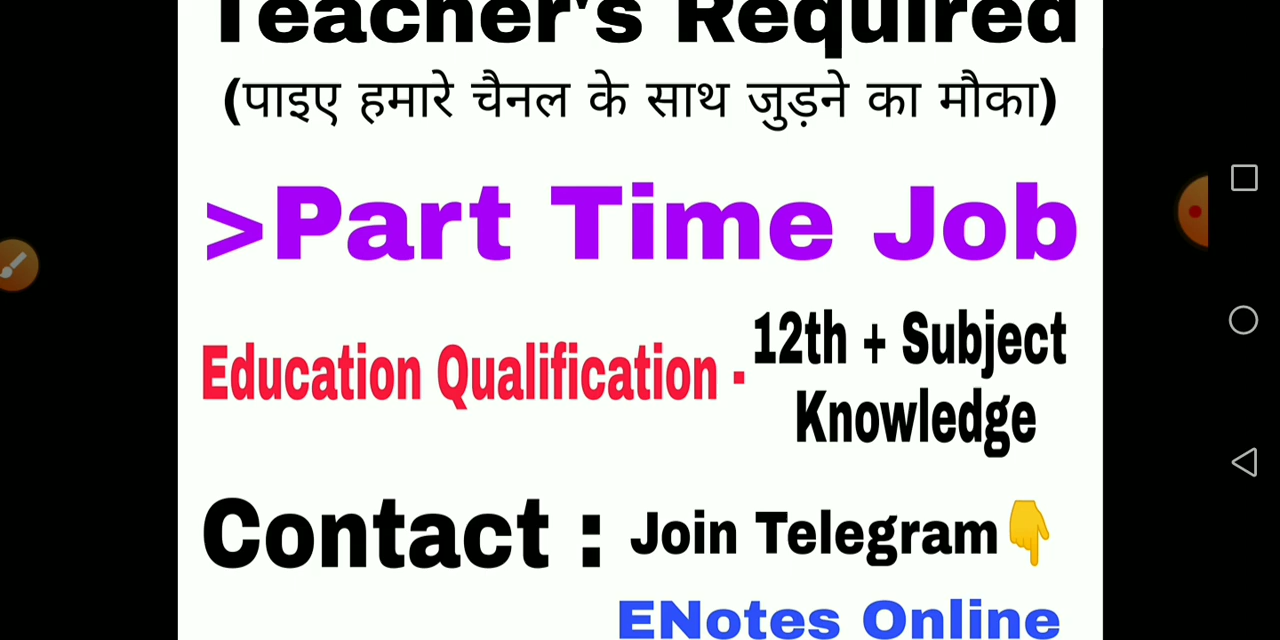 Teacher's Required
(पाइए हमारे चैनल के साथ जुड़ने का मौका)
>Part Time Job
Education Qualification - 12th + Subject
Knowledge
Contact : Join Telegram👇
ENotes Online